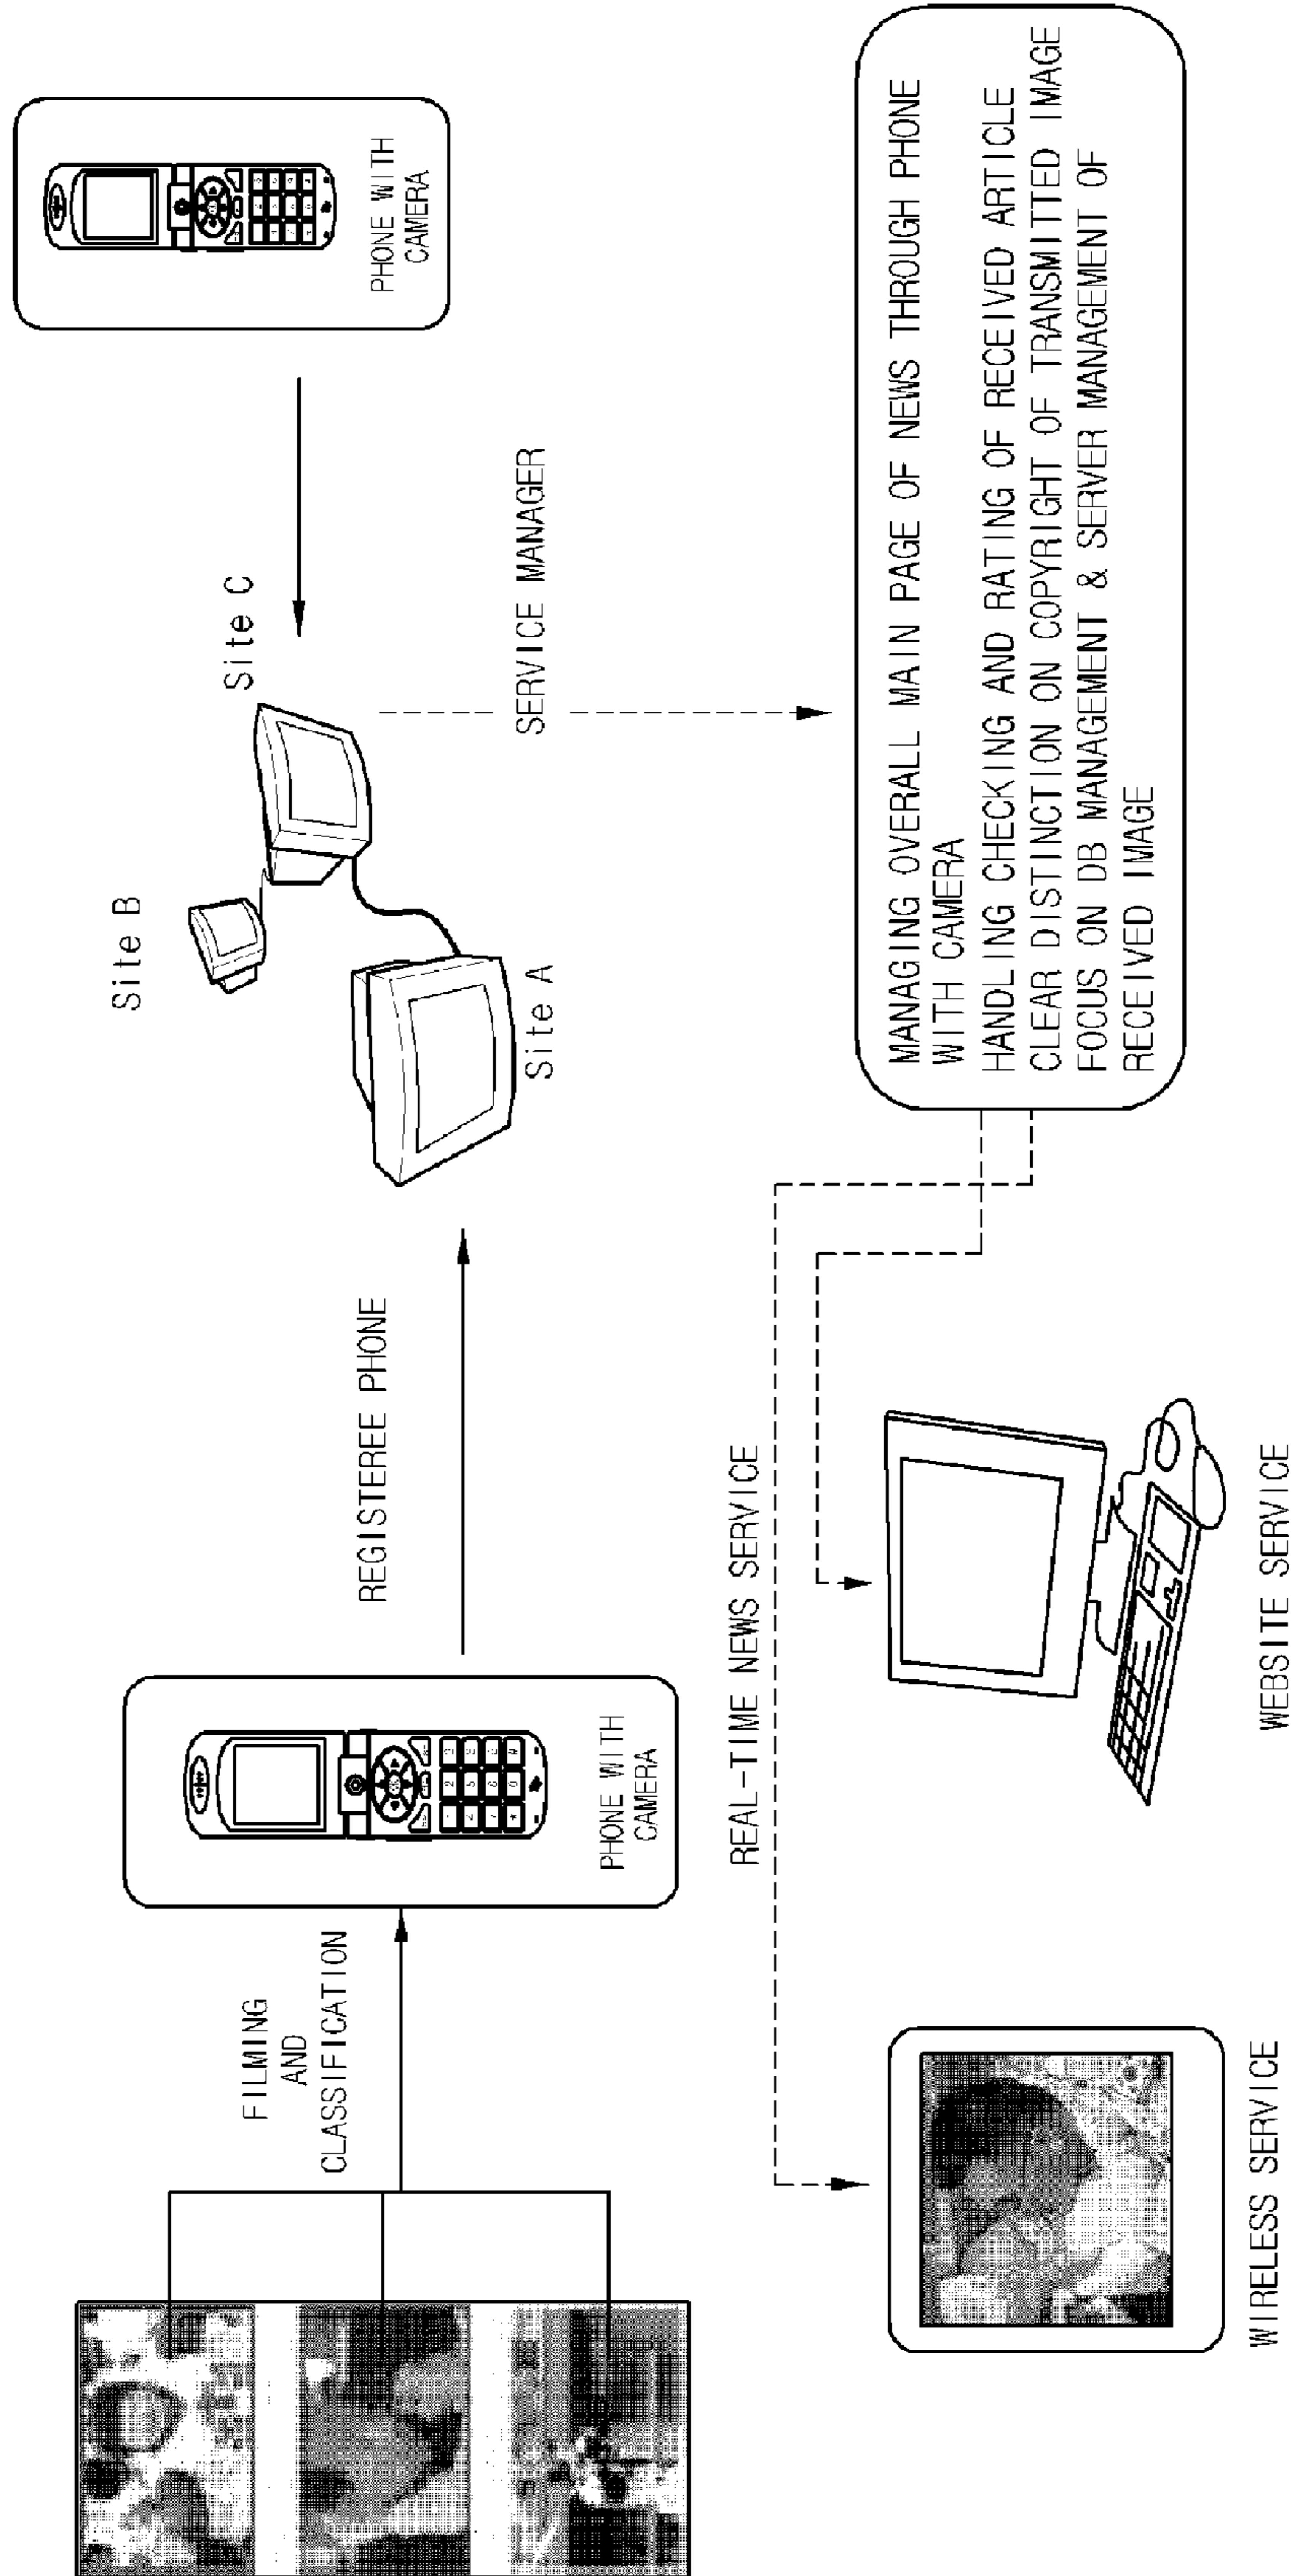 FILMING
AND
CLASSIFICATION
PHONE WITH
CAMERA
REGISTEREE PHONE
Site A
Site B
Site C
PHONE WITH
CAMERA
SERVICE MANAGER
MANAGING OVERALL MAIN PAGE OF NEWS THROUGH PHONE
WITH CAMERA
HANDLING CHECKING AND RATING OF RECEIVED ARTICLE
CLEAR DISTINCTION ON COPYRIGHT OF TRANSMITTED IMAGE
FOCUS ON DB MANAGEMENT & SERVER MANAGEMENT OF
RECEIVED IMAGE
REAL-TIME NEWS SERVICE
WIRELESS SERVICE
WEBSITE SERVICE